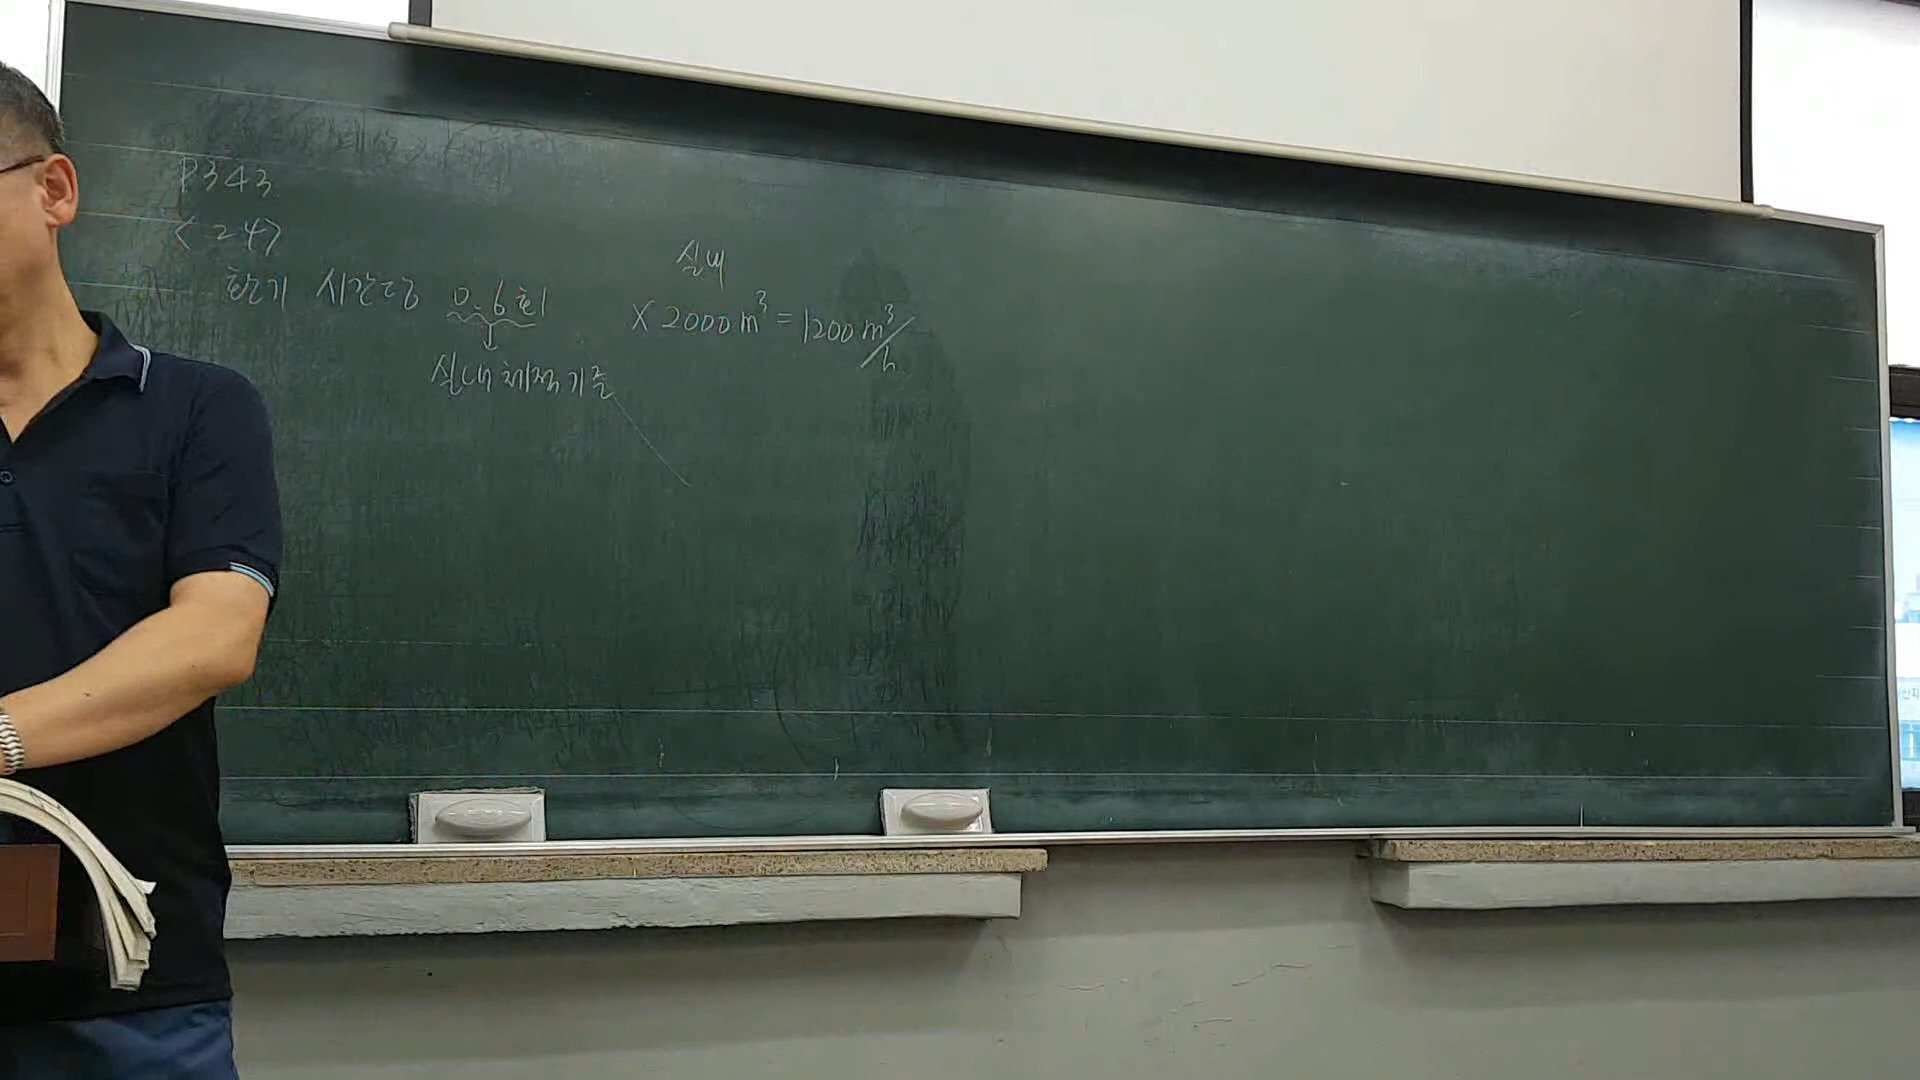 P343
<24>
환기 시간당 0.6회 × 2000m³ = 1200 m³/h
실내
실내 체적 기준